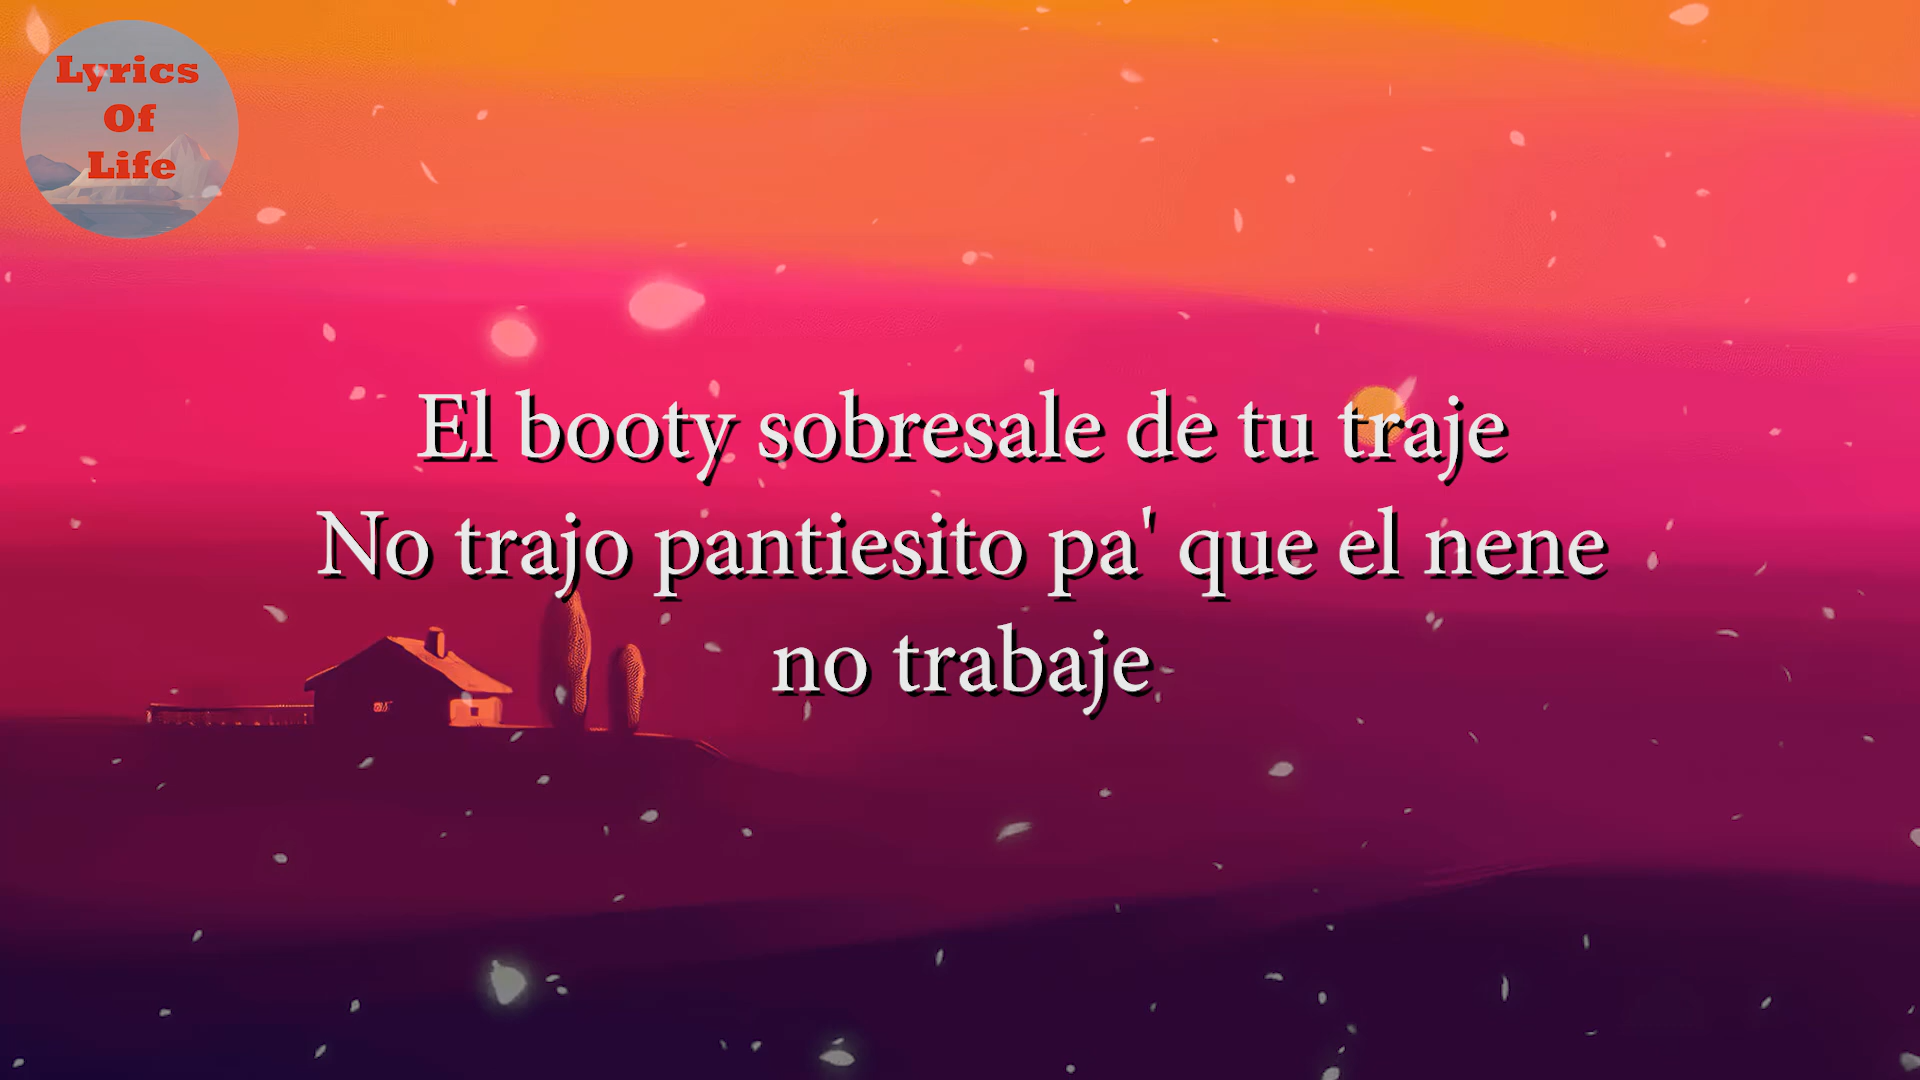 Lyrics
Of
Life
El booty sobresale de tu traje
No trajo pantiesito pa' que el nene
no trabaje